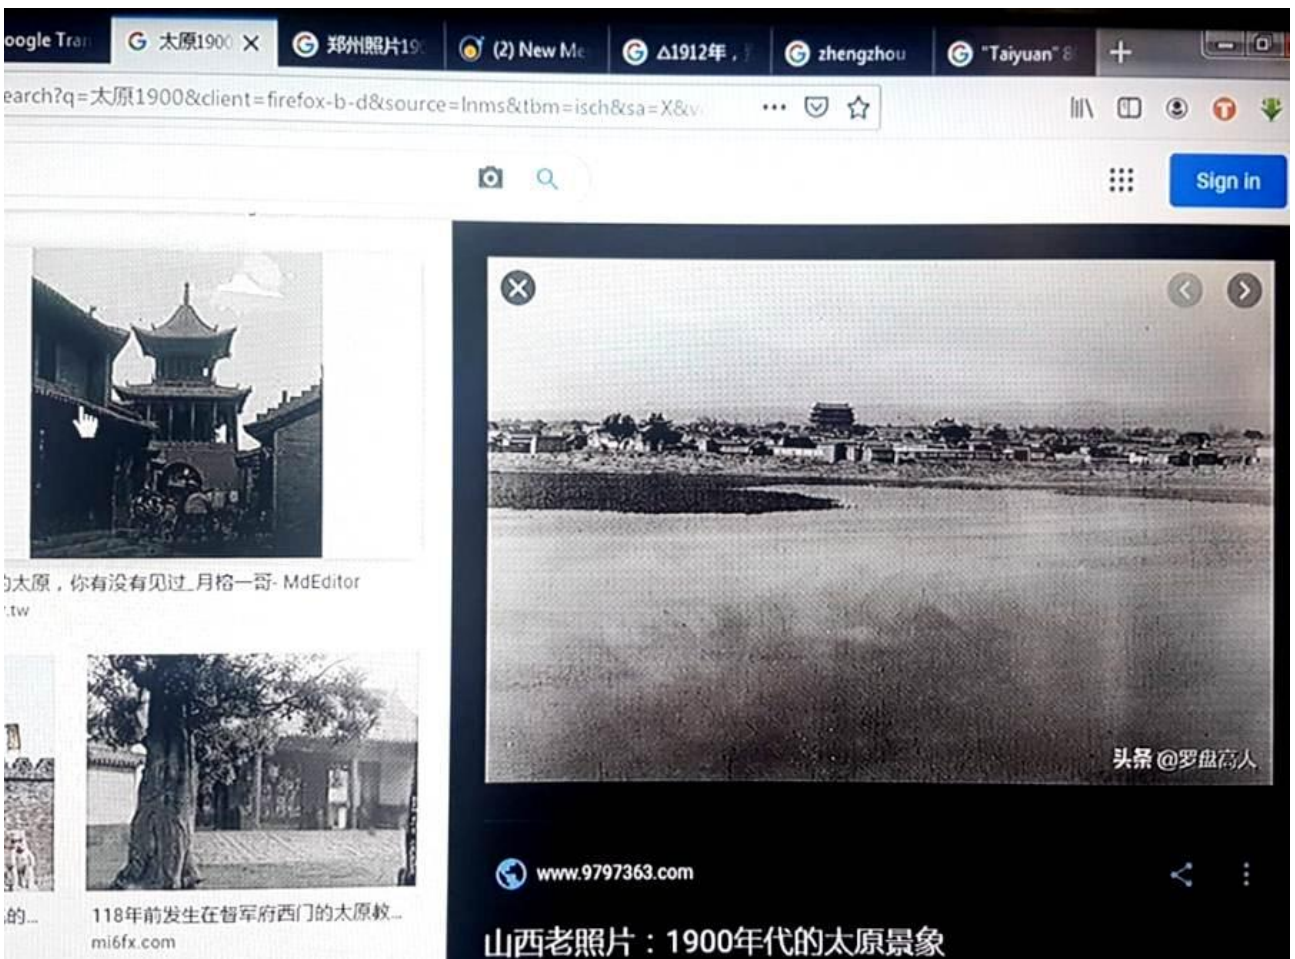 太原1900
郑州照片19
(2) New Me
Δ1912年，
zhengzhou
"Taiyuan" 8
earch?q=太原1900&client=firefox-b-d&source=lnms&tbm=isch&sa=X&v
Sign in
头条 @罗盘高人
太原，你有没有见过_月榕一哥- MdEditor
.tw
118年前发生在督军府西门的太原教...
的...
mi6fx.com
www.9797363.com
山西老照片：1900年代的太原景象